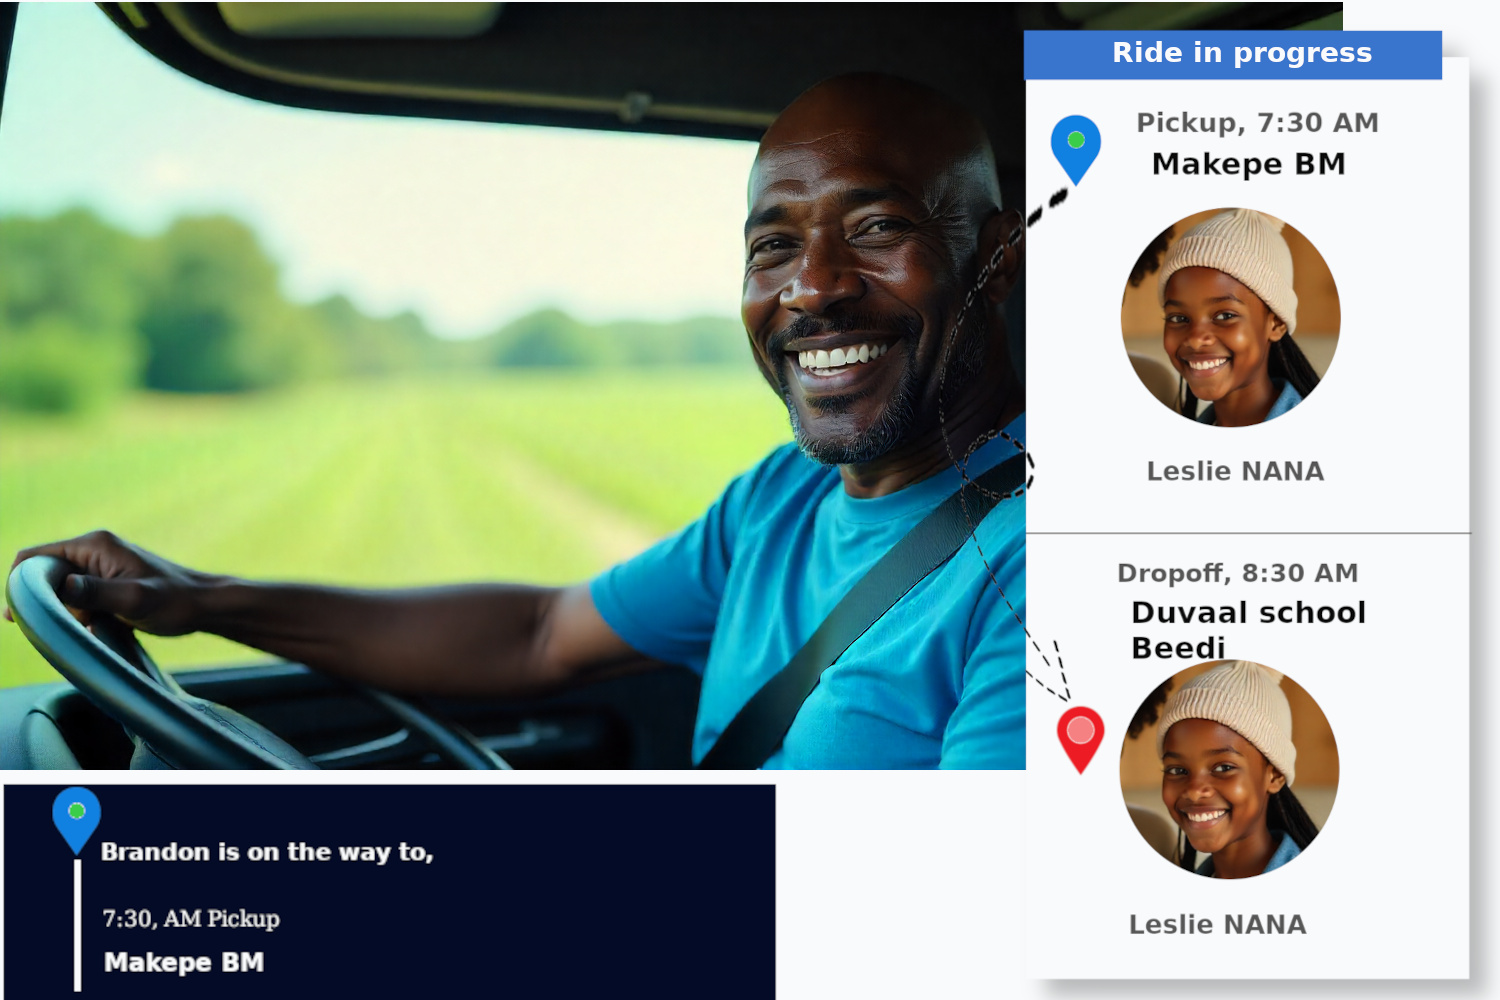 Ride in progress
Pickup, 7:30 AM
Makepe BM
Leslie NANA
Dropoff, 8:30 AM
Duvaal school
Beedi
Leslie NANA
Brandon is on the way to,
7:30, AM Pickup
Makepe BM